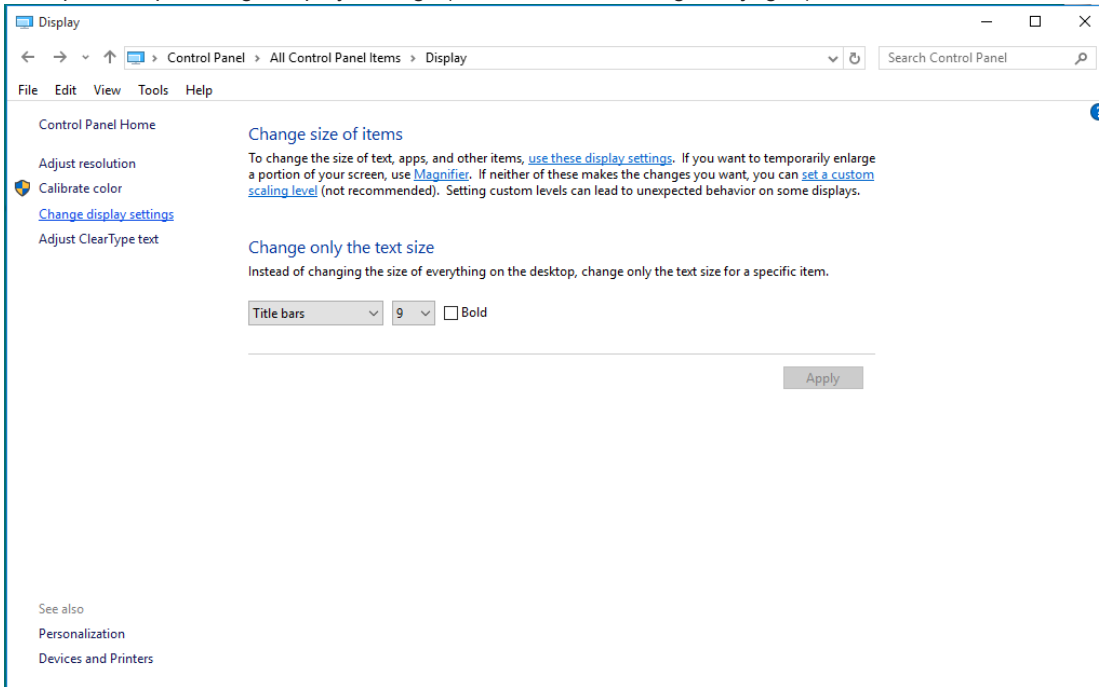 Display
Control Panel > All Control Panel Items > Display
Search Control Panel
File Edit View Tools Help
Control Panel Home
Adjust resolution
Calibrate color
Change display settings
Adjust ClearType text
Change size of items
To change the size of text, apps, and other items, use these display settings. If you want to temporarily enlarge
a portion of your screen, use Magnifier. If neither of these makes the changes you want, you can set a custom
scaling level (not recommended). Setting custom levels can lead to unexpected behavior on some displays.
Change only the text size
Instead of changing the size of everything on the desktop, change only the text size for a specific item.
Title bars 9 Bold
Apply
See also
Personalization
Devices and Printers